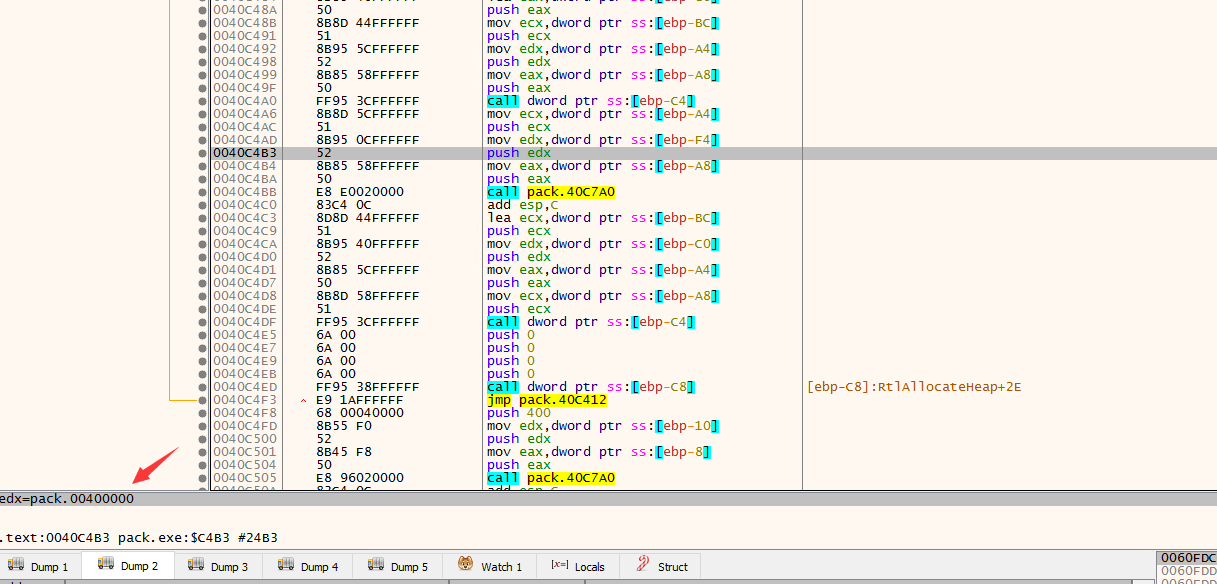 0040C48A 50 push eax
0040C48B 8B8D 44FFFFFF mov ecx,dword ptr ss:[ebp-BC]
0040C491 51 push ecx
0040C492 8B95 5CFFFFFF mov edx,dword ptr ss:[ebp-A4]
0040C498 52 push edx
0040C499 8B85 58FFFFFF mov eax,dword ptr ss:[ebp-A8]
0040C49F 50 push eax
0040C4A0 FF95 3CFFFFFF call dword ptr ss:[ebp-C4]
0040C4A6 8B8D 5CFFFFFF mov ecx,dword ptr ss:[ebp-A4]
0040C4AC 51 push ecx
0040C4AD 8B95 0CFFFFFF mov edx,dword ptr ss:[ebp-F4]
0040C4B3 52 push edx
0040C4B4 8B85 58FFFFFF mov eax,dword ptr ss:[ebp-A8]
0040C4BA 50 push eax
0040C4BB E8 E0020000 call pack.40C7A0
0040C4C0 83C4 0C add esp,C
0040C4C3 8D8D 44FFFFFF lea ecx,dword ptr ss:[ebp-BC]
0040C4C9 51 push ecx
0040C4CA 8B95 40FFFFFF mov edx,dword ptr ss:[ebp-C0]
0040C4D0 52 push edx
0040C4D1 8B85 5CFFFFFF mov eax,dword ptr ss:[ebp-A4]
0040C4D7 50 push eax
0040C4D8 8B8D 58FFFFFF mov ecx,dword ptr ss:[ebp-A8]
0040C4DE 51 push ecx
0040C4DF FF95 3CFFFFFF call dword ptr ss:[ebp-C4]
0040C4E5 6A 00 push 0
0040C4E7 6A 00 push 0
0040C4E9 6A 00 push 0
0040C4EB 6A 00 push 0
0040C4ED FF95 38FFFFFF call dword ptr ss:[ebp-C8] [ebp-C8]:RtlAllocateHeap+2E
0040C4F3 E9 1AFFFFFF jmp pack.40C412
0040C4F8 68 00040000 push 400
0040C4FD 8B55 F0 mov edx,dword ptr ss:[ebp-10]
0040C500 52 push edx
0040C501 8B45 F8 mov eax,dword ptr ss:[ebp-8]
0040C504 50 push eax
0040C505 E8 96020000 call pack.40C7A0
edx=pack.00400000
.text:0040C4B3 pack.exe:$C4B3 #24B3
Dump 1 Dump 2 Dump 3 Dump 4 Dump 5 Watch 1 [x=] Locals Struct
0060FDC
0060FDD